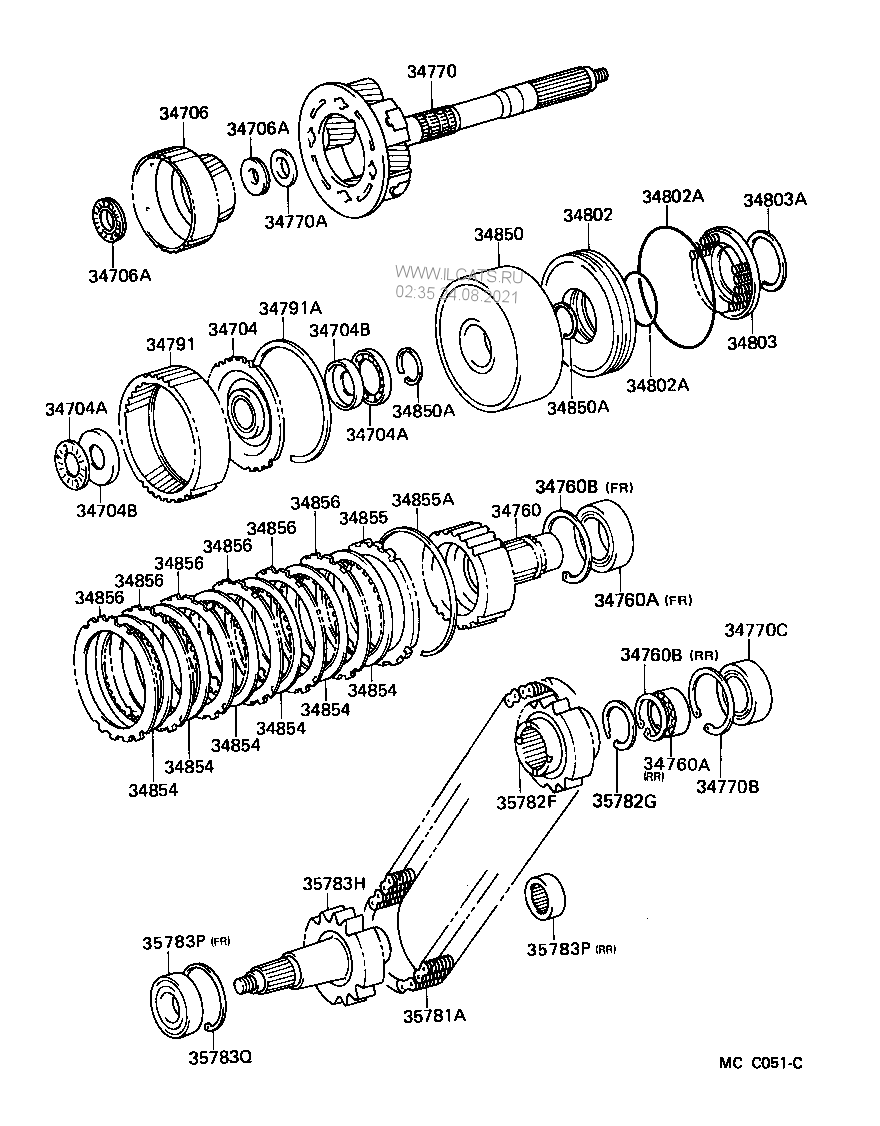 34770
34706
34706A
34770A
34706A
34802A
34802
34803A
34850
WWW.ILCATS.RU
02:35 24.08.2021
34791A
34704
34704B
34791
34803
34802A
34850A
34850A
34704A
34704A
34704B
34760B (FR)
34855A
34856
34760
34855
34856
34856
34856
34856
34856
34856
34760A (FR)
34770C
34760B (RR)
34854
34854
34854
34854
34854
34854
34760A
(RR)
34770B
35782F
35782G
35783H
35783P (FR)
35783P (RR)
35781A
35783Q
MC C051-C